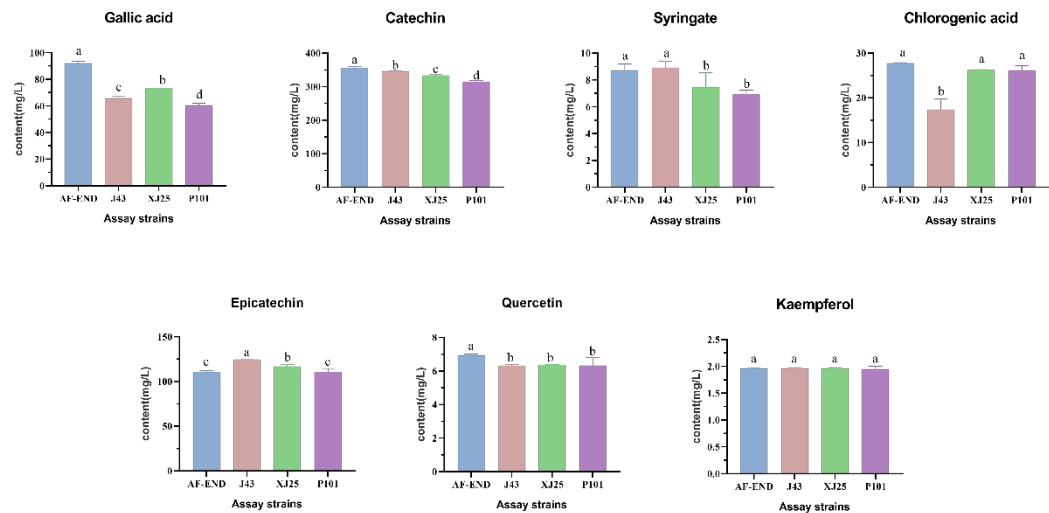 Gallic acid
content(mg/L)
100
80
60
40
20
0
a
c
b
d
AF-END J43 XJ25 P101
Assay strains
Catechin
content(mg/L)
400
300
200
100
0
a
b
c
d
AF-END J43 XJ25 P101
Assay strains
Syringate
content(mg/L)
10
8
6
4
2
0
a
a
b
b
AF-END J43 XJ25 P101
Assay strains
Chlorogenic acid
content(mg/L)
30
20
10
0
a
b
a
a
AF-END J43 XJ25 P101
Assay strains
Epicatechin
content(mg/L)
150
100
50
0
c
a
b
c
AF-END J43 XJ25 P101
Assay strains
Quercetin
content(mg/L)
8
6
4
2
0
a
b
b
b
AF-END J43 XJ25 P101
Assay strains
Kaempferol
content(mg/L)
2.5
2.0
1.5
1.0
0.5
0.0
a
a
a
a
AF-END J43 XJ25 P101
Assay strains